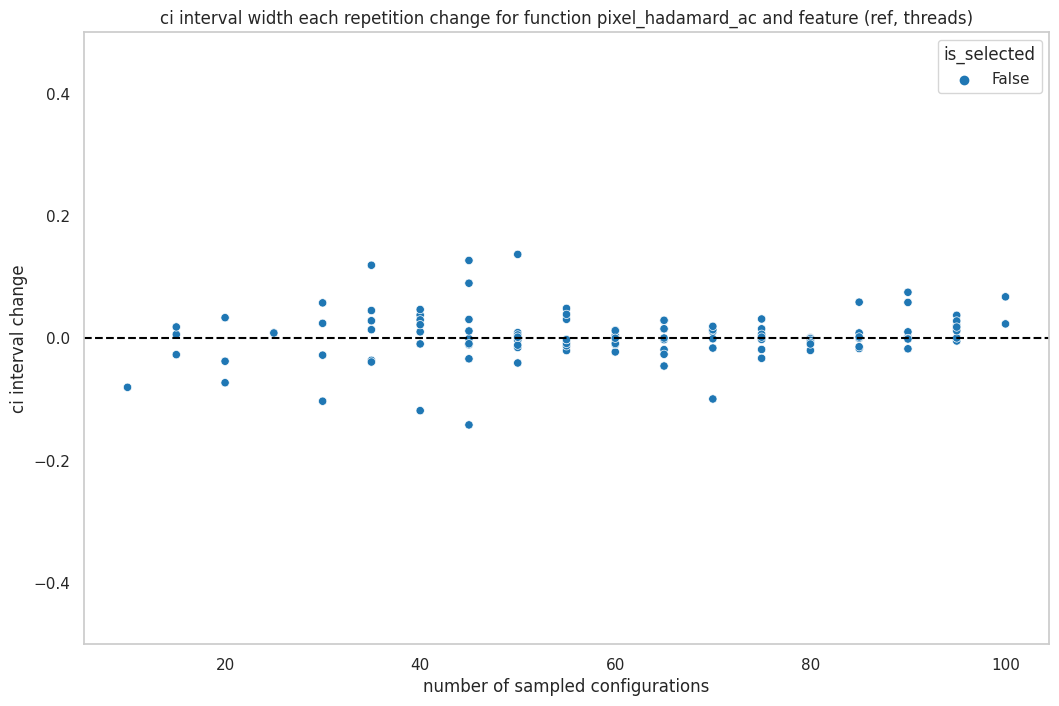 ci interval width each repetition change for function pixel_hadamard_ac and feature (ref, threads)
is_selected
False
ci interval change
0.4
0.2
0.0
−0.2
−0.4
20
40
60
80
100
number of sampled configurations